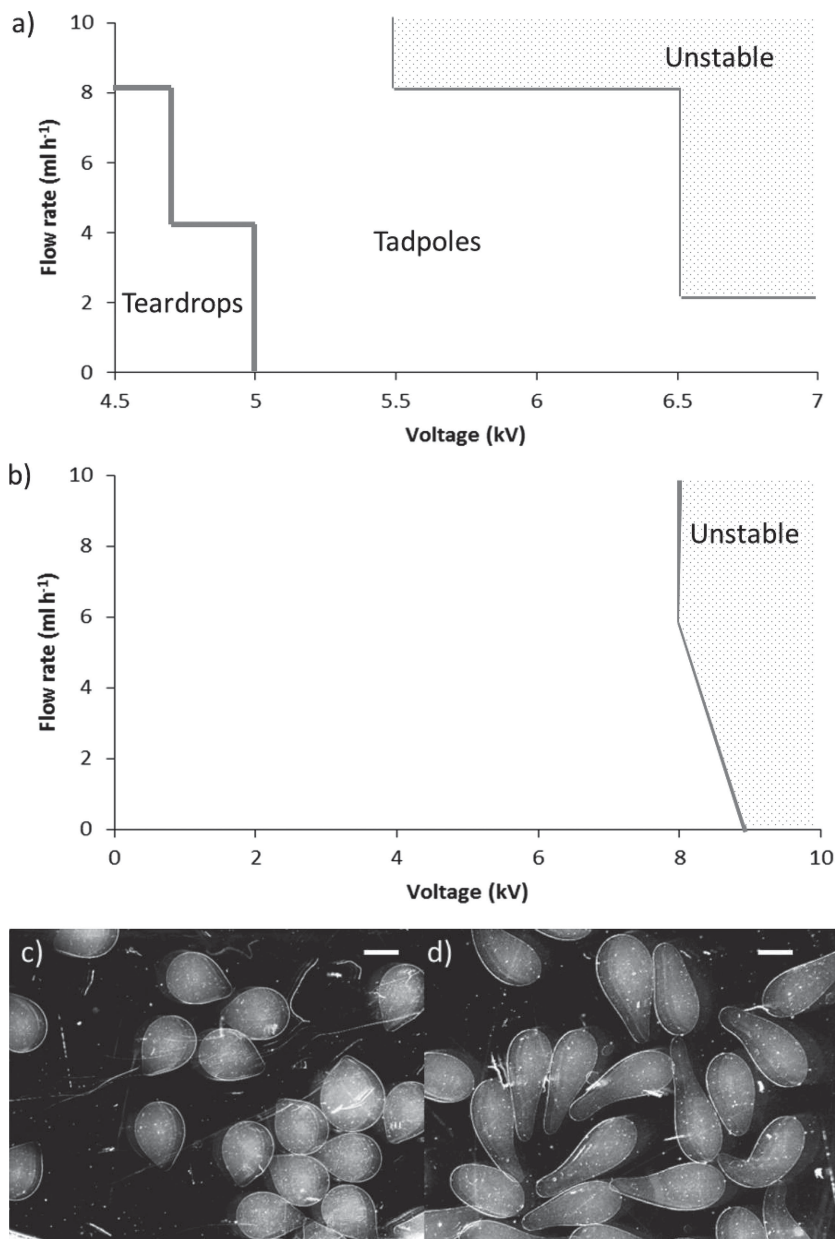 a)
10
8
6
4
2
0
Flow rate (ml h⁻¹)
Unstable
Tadpoles
Teardrops
4.5 5 5.5 6 6.5 7
Voltage (kV)
b)
10
8
6
4
2
0
Flow rate (ml h⁻¹)
Unstable
0 2 4 6 8 10
Voltage (kV)
c) d)